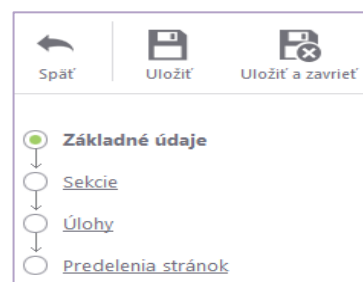 Späť Uložiť Uložiť a zavrieť
Základné údaje
Sekcie
Úlohy
Predelenia stránok